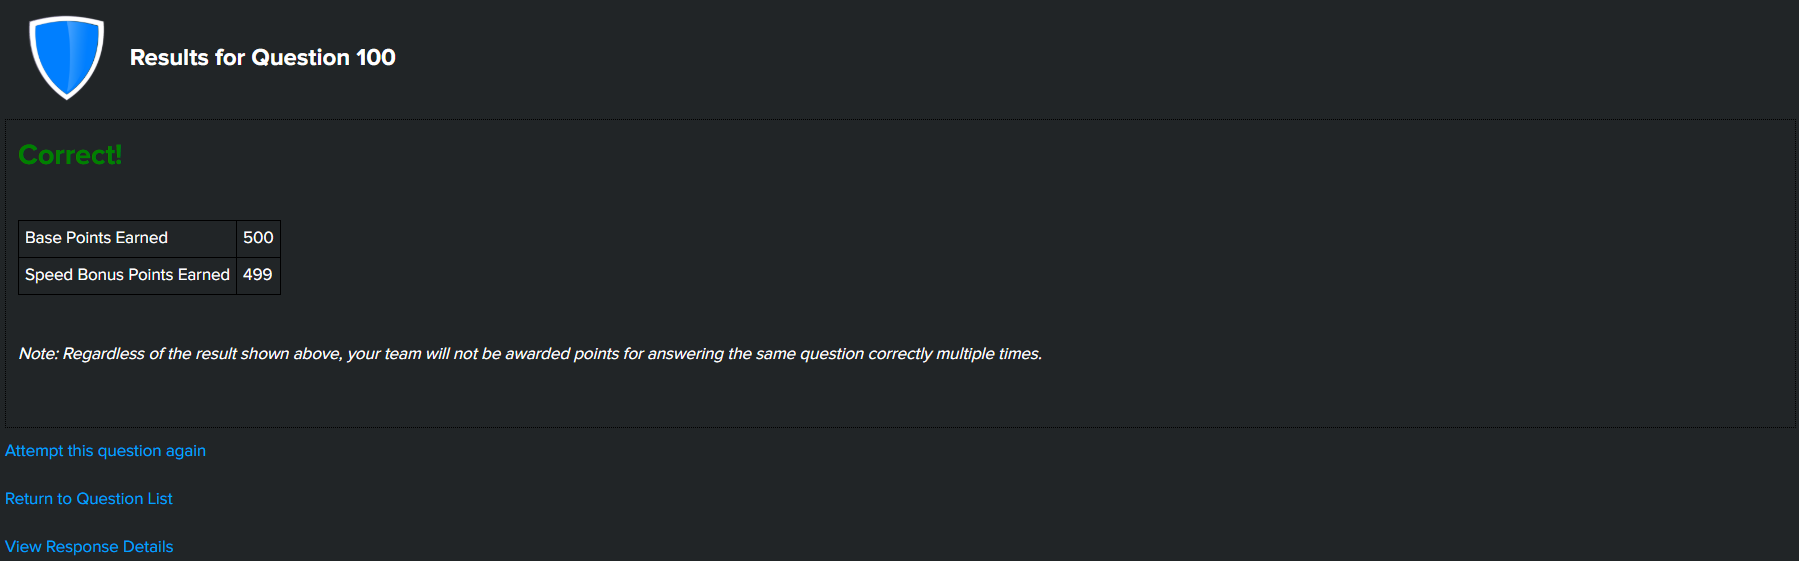 Results for Question 100
Correct!
Base Points Earned 500
Speed Bonus Points Earned 499
Note: Regardless of the result shown above, your team will not be awarded points for answering the same question correctly multiple times.
Attempt this question again
Return to Question List
View Response Details